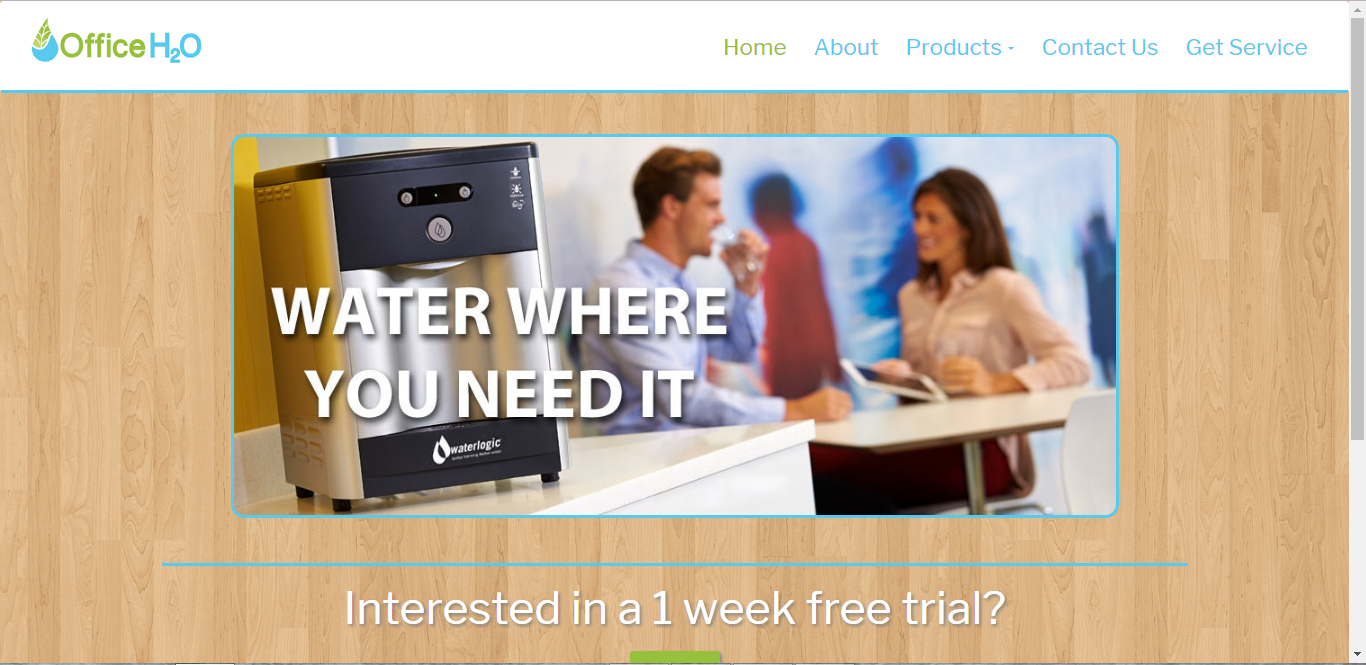 Office H2O
Home About Products Contact Us Get Service
WATER WHERE
YOU NEED IT
waterlogic
Interested in a 1 week free trial?